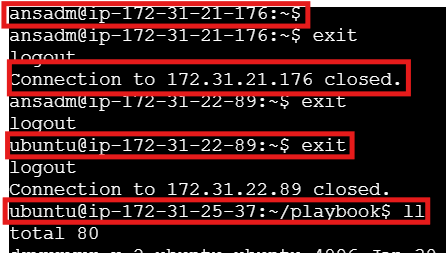 ansadm@ip-172-31-21-176:~$
ansadm@ip-172-31-21-176:~$ exit
logout
Connection to 172.31.21.176 closed.
ansadm@ip-172-31-22-89:~$ exit
logout
ubuntu@ip-172-31-22-89:~$ exit
logout
Connection to 172.31.22.89 closed.
ubuntu@ip-172-31-25-37:~/playbook$ ll
total 80